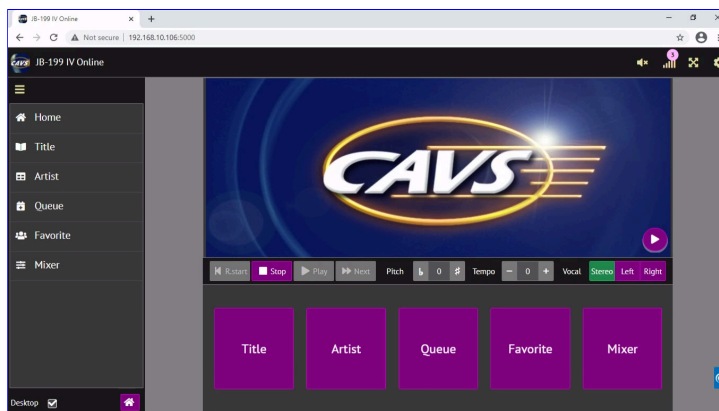 JB-199 IV Online
Not secure | 192.168.10.106:5000
CAVS JB-199 IV Online
3
Home
Title
Artist
Queue
Favorite
Mixer
CAVS
R.start Stop Play Next Pitch ♭ 0 ♯ Tempo − 0 + Vocal Stereo Left Right
Title Artist Queue Favorite Mixer
Desktop